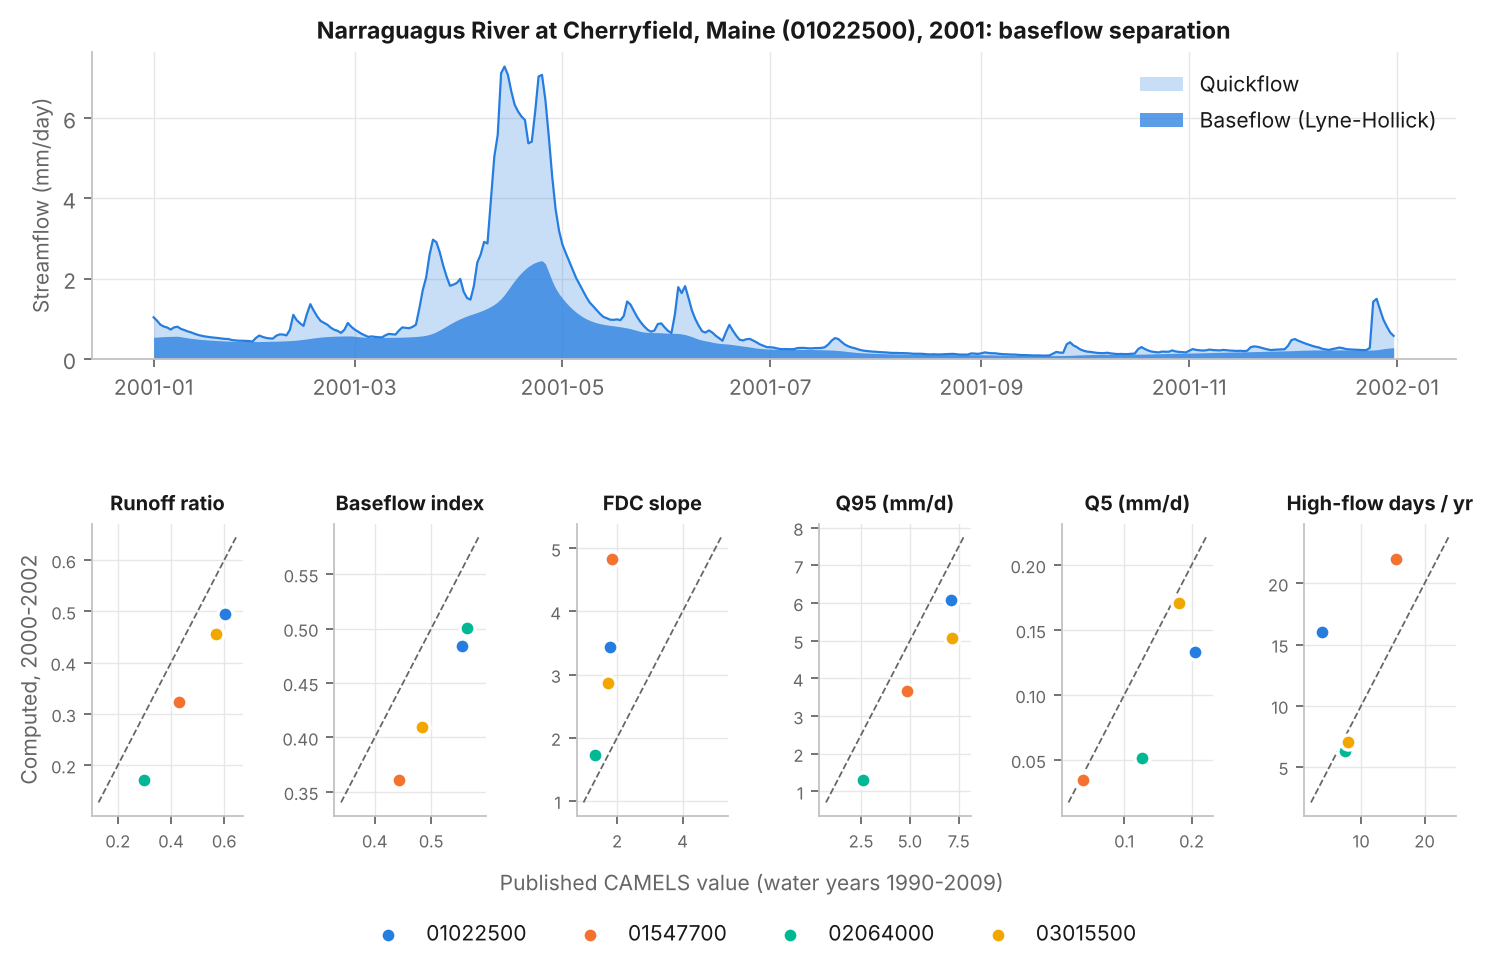 Narraguagus River at Cherryfield, Maine (01022500), 2001: baseflow separation
Quickflow
Baseflow (Lyne-Hollick)
Streamflow (mm/day)
6
4
2
0
2001-01 2001-03 2001-05 2001-07 2001-09 2001-11 2002-01
Runoff ratio
Computed, 2000-2002
0.6
0.5
0.4
0.3
0.2
0.2 0.4 0.6
Baseflow index
0.55
0.50
0.45
0.40
0.35
0.4 0.5
FDC slope
5
4
3
2
1
2 4
Q95 (mm/d)
8
7
6
5
4
3
2
1
2.5 5.0 7.5
Q5 (mm/d)
0.20
0.15
0.10
0.05
0.1 0.2
High-flow days / yr
20
15
10
5
10 20
Published CAMELS value (water years 1990-2009)
01022500 01547700 02064000 03015500